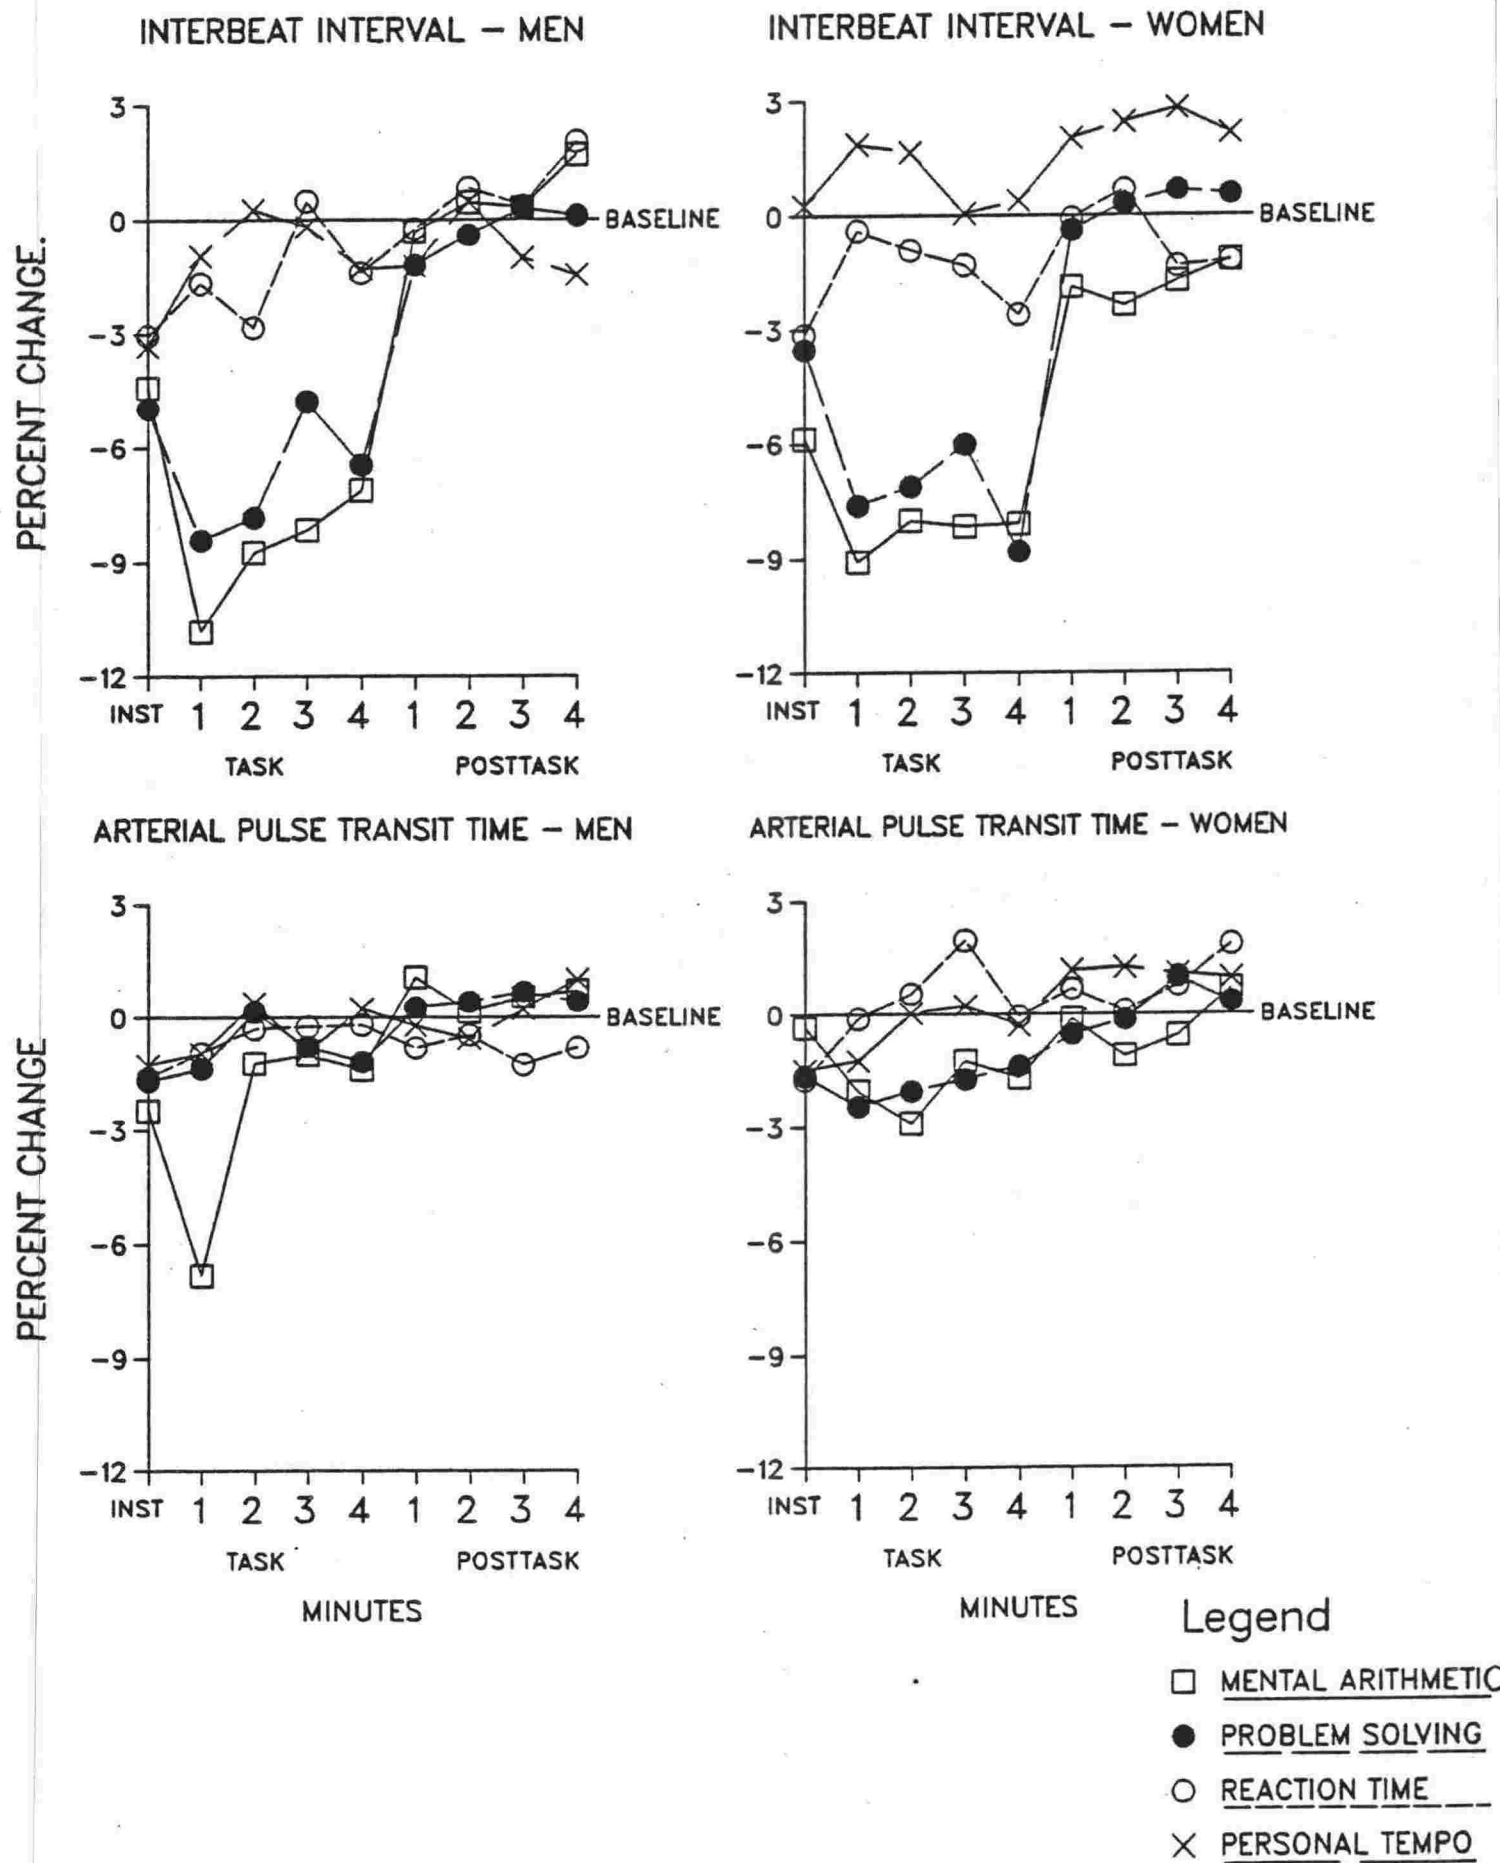 INTERBEAT INTERVAL – MEN
PERCENT CHANGE.
3
0
–3
–6
–9
–12
BASELINE
INST 1 2 3 4 1 2 3 4
TASK POSTTASK
INTERBEAT INTERVAL – WOMEN
3
0
–3
–6
–9
–12
BASELINE
INST 1 2 3 4 1 2 3 4
TASK POSTTASK
ARTERIAL PULSE TRANSIT TIME – MEN
PERCENT CHANGE
3
0
–3
–6
–9
–12
BASELINE
INST 1 2 3 4 1 2 3 4
TASK POSTTASK
MINUTES
ARTERIAL PULSE TRANSIT TIME – WOMEN
3
0
–3
–6
–9
–12
BASELINE
INST 1 2 3 4 1 2 3 4
TASK POSTTASK
MINUTES
Legend
MENTAL ARITHMETIC
PROBLEM SOLVING
REACTION TIME
PERSONAL TEMPO